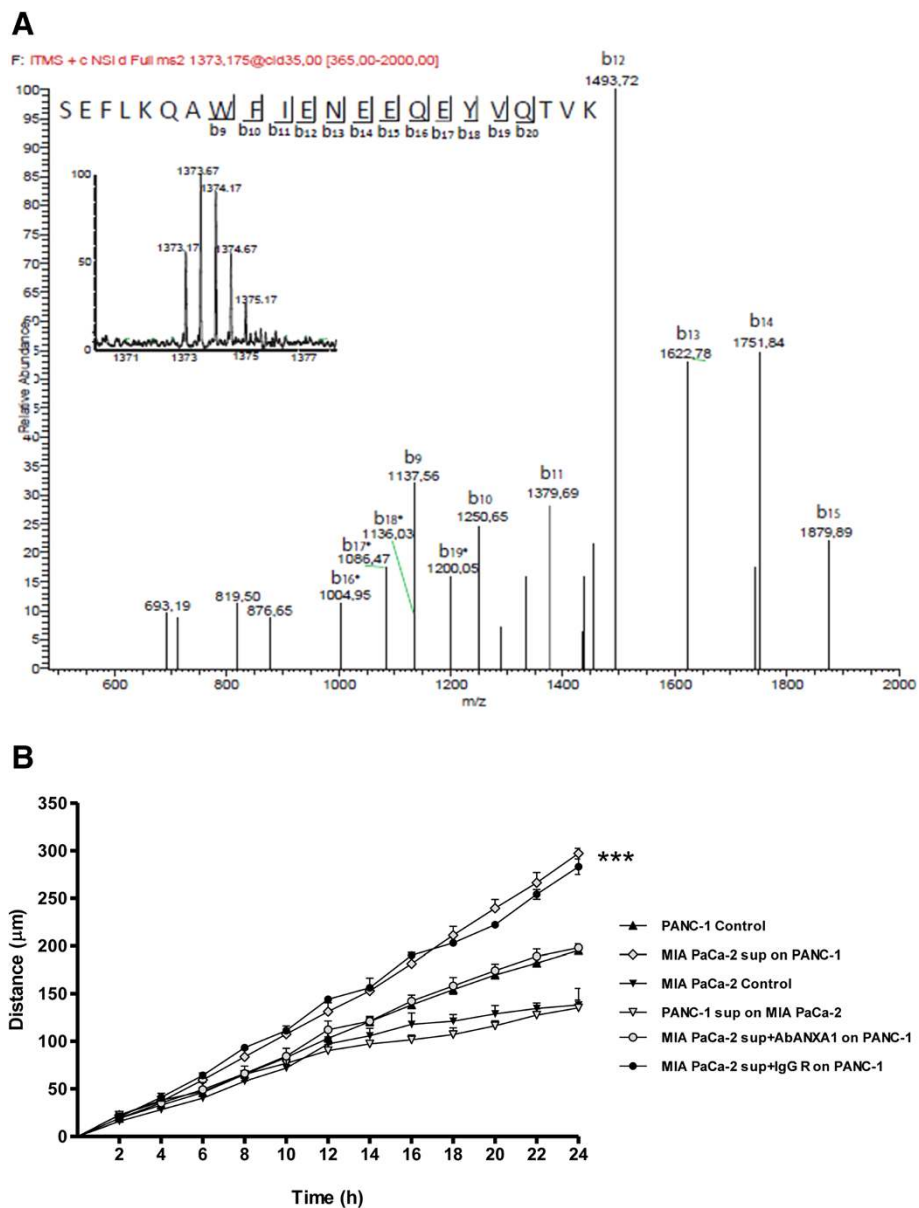 A
F: ITMS + c NSI d Full ms2 1373,175@cid35,00 [365,00-2000,00]
S E F L K Q A W F I E N E E Q E Y V Q T V K
b9 b10 b11 b12 b13 b14 b15 b16 b17 b18 b19 b20
b12
1493,72
100
95
90
85
80
75
70
65
60
55
50
45
40
35
30
25
20
15
10
5
0
Relative Abundance
100
50
0
1373.67
1374.17
1373.17
1374.67
1375.17
1371 1373 1375 1377
b13
1622,78
b14
1751,84
b9
1137,56
b11
1379,69
b10
1250,65
b18*
1136,03
b15
1879,89
b17*
1086,47
b19*
1200,05
b16*
1004,95
693,19
819,50
876,65
600 800 1000 1200 1400 1600 1800 2000
m/z
B
350
300
250
200
150
100
50
0
Distance (µm)
***
PANC-1 Control
MIA PaCa-2 sup on PANC-1
MIA PaCa-2 Control
PANC-1 sup on MIA PaCa-2
MIA PaCa-2 sup+AbANXA1 on PANC-1
MIA PaCa-2 sup+IgG R on PANC-1
2 4 6 8 10 12 14 16 18 20 22 24
Time (h)